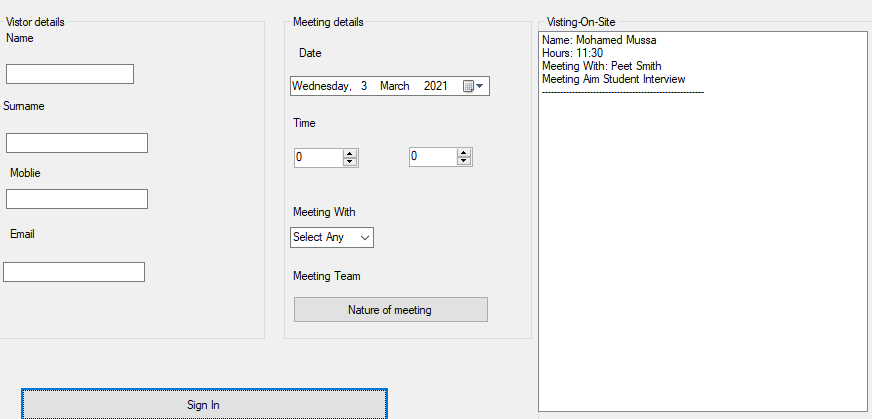 Vistor details
Name
Surname
Moblie
Email
Meeting details
Date
Wednesday, 3 March 2021
Time
0 0
Meeting With
Select Any
Meeting Team
Nature of meeting
Visting-On-Site
Name: Mohamed Mussa
Hours: 11:30
Meeting With: Peet Smith
Meeting Aim Student Interview
------------------------------------------------------
Sign In